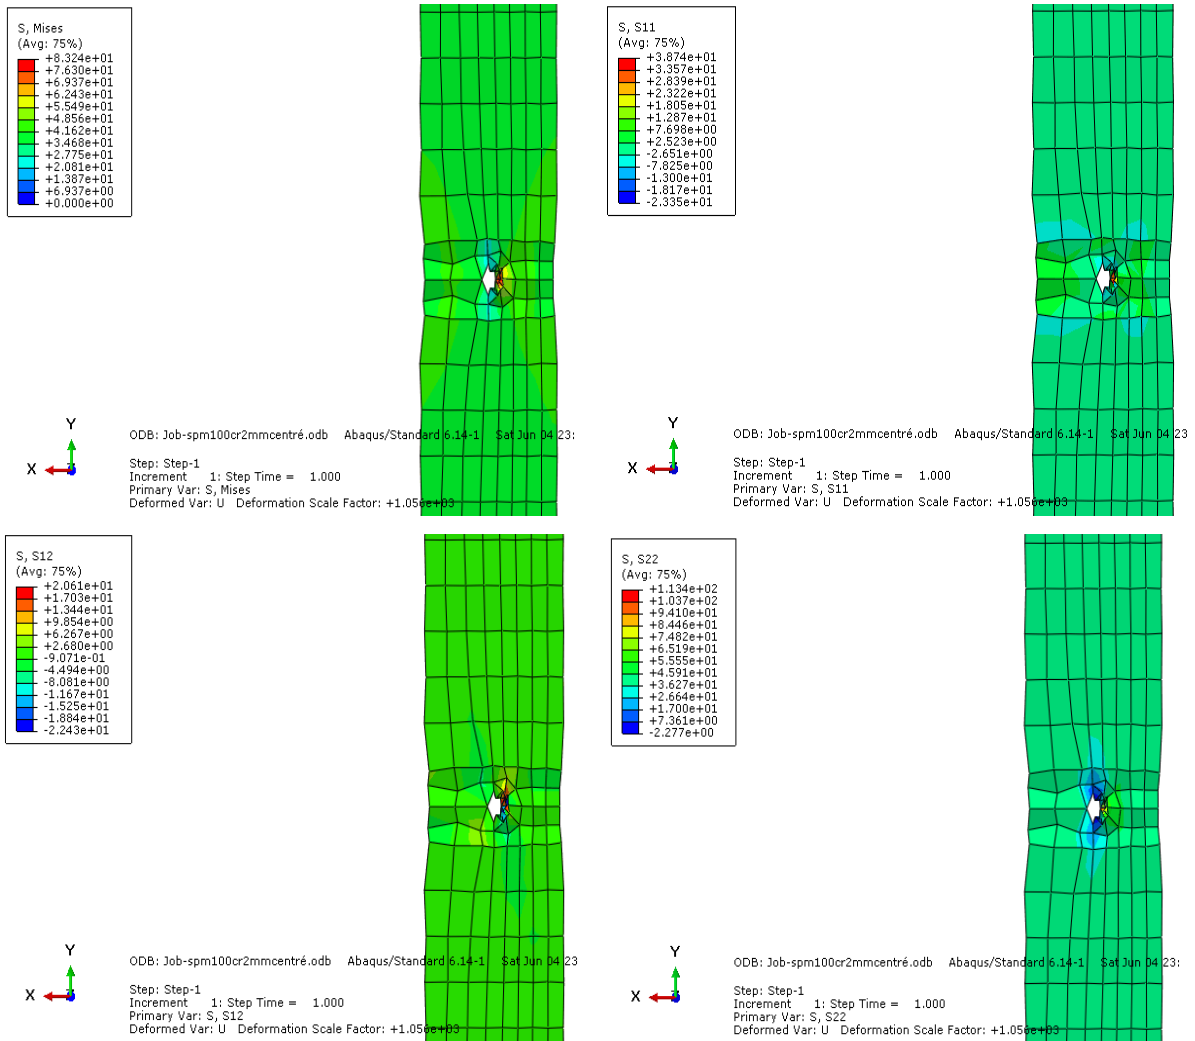 S, Mises
(Avg: 75%)
+8.324e+01
+7.630e+01
+6.937e+01
+6.243e+01
+5.549e+01
+4.856e+01
+4.162e+01
+3.468e+01
+2.775e+01
+2.081e+01
+1.387e+01
+6.937e+00
+0.000e+00
Y
X
ODB: Job-spm100cr2mmcentré.odb Abaqus/Standard 6.14-1 Sat Jun 04 23:
Step: Step-1
Increment 1: Step Time = 1.000
Primary Var: S, Mises
Deformed Var: U Deformation Scale Factor: +1.056e+03
S, S11
(Avg: 75%)
+3.874e+01
+3.357e+01
+2.839e+01
+2.322e+01
+1.805e+01
+1.287e+01
+7.698e+00
+2.523e+00
-2.651e+00
-7.825e+00
-1.300e+01
-1.817e+01
-2.335e+01
Y
X
ODB: Job-spm100cr2mmcentré.odb Abaqus/Standard 6.14-1 Sat Jun 04 23
Step: Step-1
Increment 1: Step Time = 1.000
Primary Var: S, S11
Deformed Var: U Deformation Scale Factor: +1.056e+03
S, S12
(Avg: 75%)
+2.061e+01
+1.703e+01
+1.344e+01
+9.854e+00
+6.267e+00
+2.680e+00
-9.071e-01
-4.494e+00
-8.081e+00
-1.167e+01
-1.525e+01
-1.884e+01
-2.243e+01
Y
X
ODB: Job-spm100cr2mmcentré.odb Abaqus/Standard 6.14-1 Sat Jun 04 23
Step: Step-1
Increment 1: Step Time = 1.000
Primary Var: S, S12
Deformed Var: U Deformation Scale Factor: +1.056e+03
S, S22
(Avg: 75%)
+1.134e+02
+1.037e+02
+9.410e+01
+8.446e+01
+7.482e+01
+6.519e+01
+5.555e+01
+4.591e+01
+3.627e+01
+2.664e+01
+1.700e+01
+7.361e+00
-2.277e+00
Y
X
ODB: Job-spm100cr2mmcentré.odb Abaqus/Standard 6.14-1 Sat Jun 04 23:
Step: Step-1
Increment 1: Step Time = 1.000
Primary Var: S, S22
Deformed Var: U Deformation Scale Factor: +1.056e+03